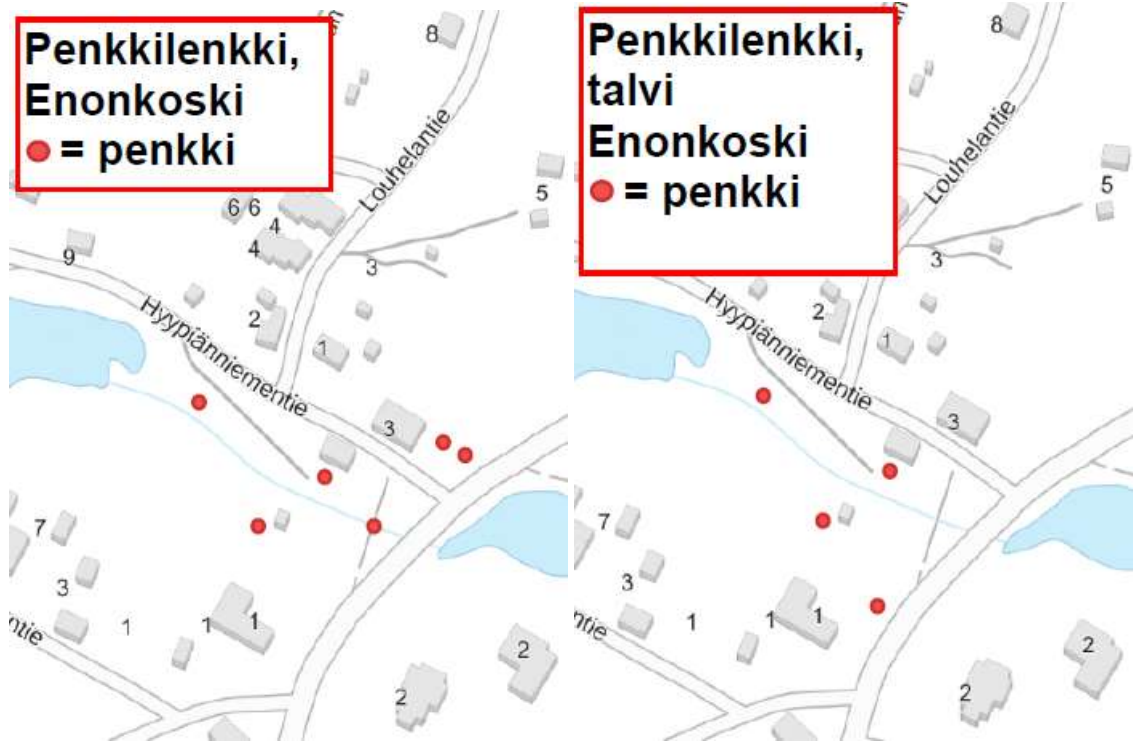 Penkkilenkki,
Enonkoski
= penkki
8
Louhelantie
6 6
4
4
5
3
9
Hyypiänniementie
2
1
3
7
3
1
1
1
ntie
2
2
Penkkilenkki,
talvi
Enonkoski
= penkki
8
Louhelantie
5
3
Hyypiänniementie
2
1
3
7
3
1
1
1
ntie
2
2